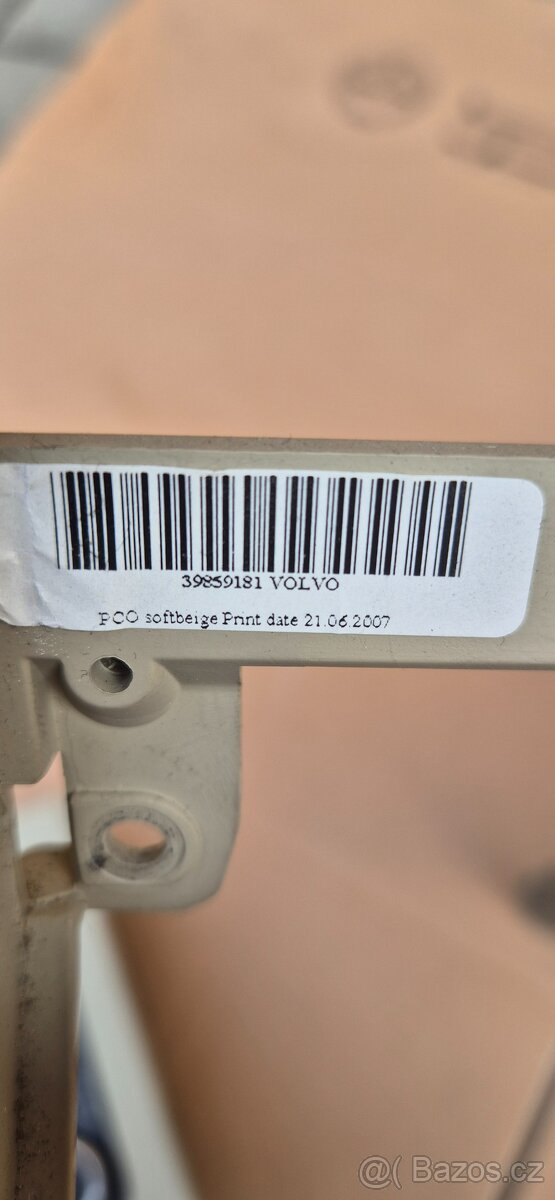 39859181 VOLVO
PCO softbeige Print date 21.06.2007
@ Bazos.cz